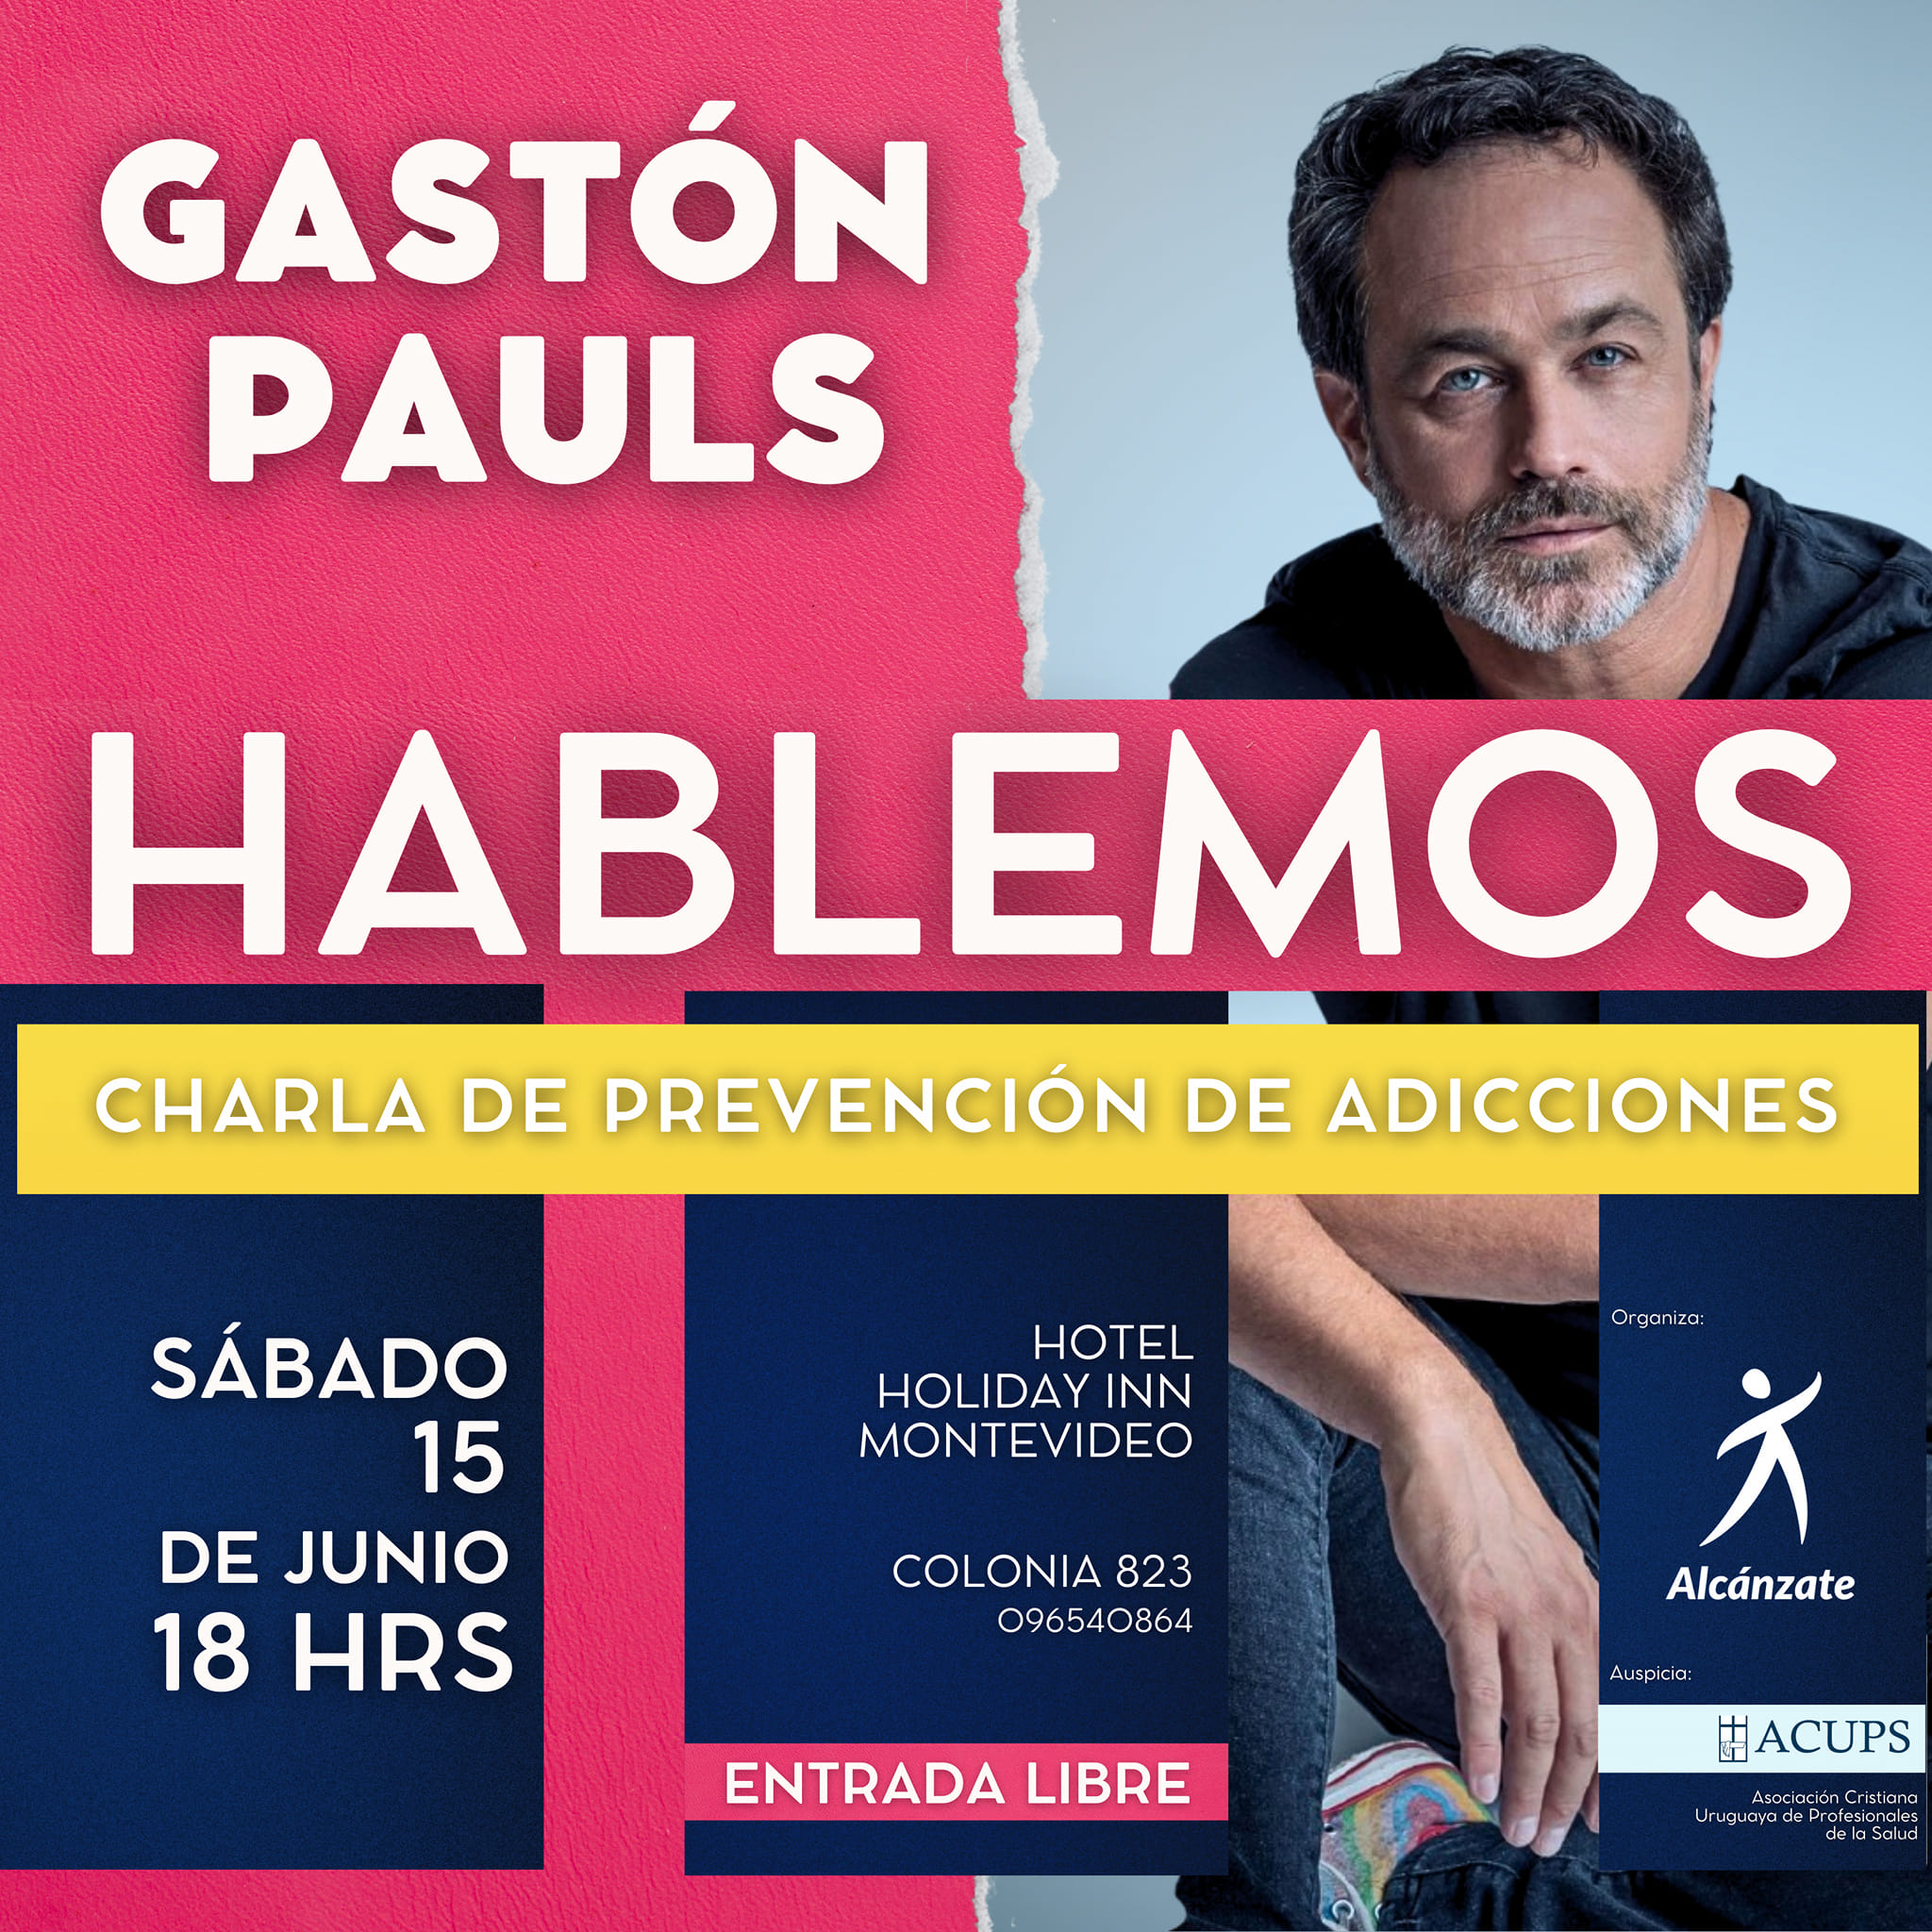 GASTÓN
PAULS
HABLEMOS
CHARLA DE PREVENCIÓN DE ADICCIONES
SÁBADO
15
DE JUNIO
18 HRS
HOTEL
HOLIDAY INN
MONTEVIDEO
COLONIA 823
096540864
ENTRADA LIBRE
Organiza:
Alcánzate
Auspicia:
ACUPS
Asociación Cristiana
Uruguaya de Profesionales
de la Salud